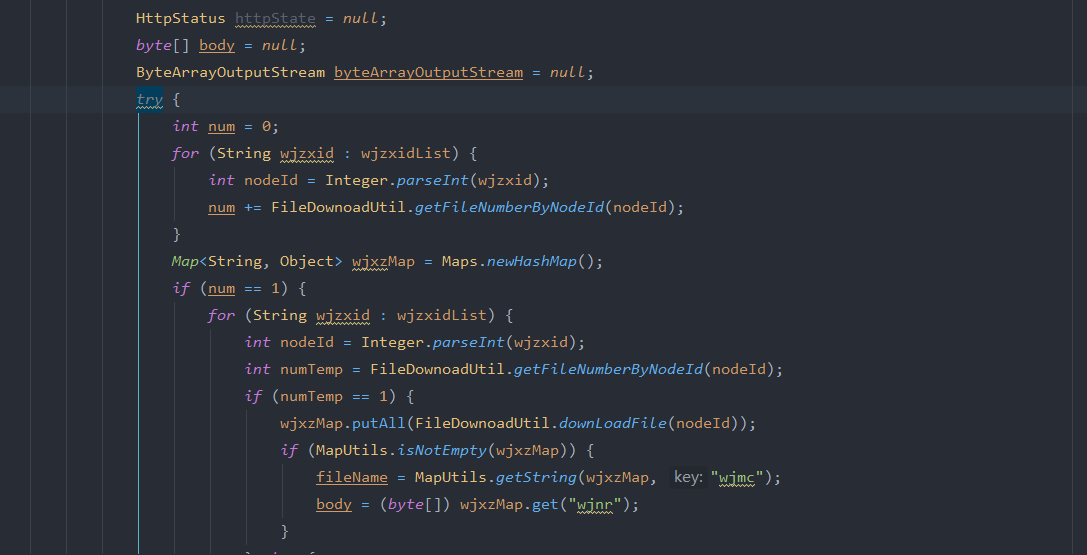 HttpStatus httpState = null;
byte[] body = null;
ByteArrayOutputStream byteArrayOutputStream = null;
try {
int num = 0;
for (String wjzxid : wjzxidList) {
int nodeId = Integer.parseInt(wjzxid);
num += FileDownoadUtil.getFileNumberByNodeId(nodeId);
}
Map<String, Object> wjxzMap = Maps.newHashMap();
if (num == 1) {
for (String wjzxid : wjzxidList) {
int nodeId = Integer.parseInt(wjzxid);
int numTemp = FileDownoadUtil.getFileNumberByNodeId(nodeId);
if (numTemp == 1) {
wjxzMap.putAll(FileDownoadUtil.downLoadFile(nodeId));
if (MapUtils.isNotEmpty(wjxzMap)) {
fileName = MapUtils.getString(wjxzMap, key: "wjmc");
body = (byte[]) wjxzMap.get("wjnr");
}